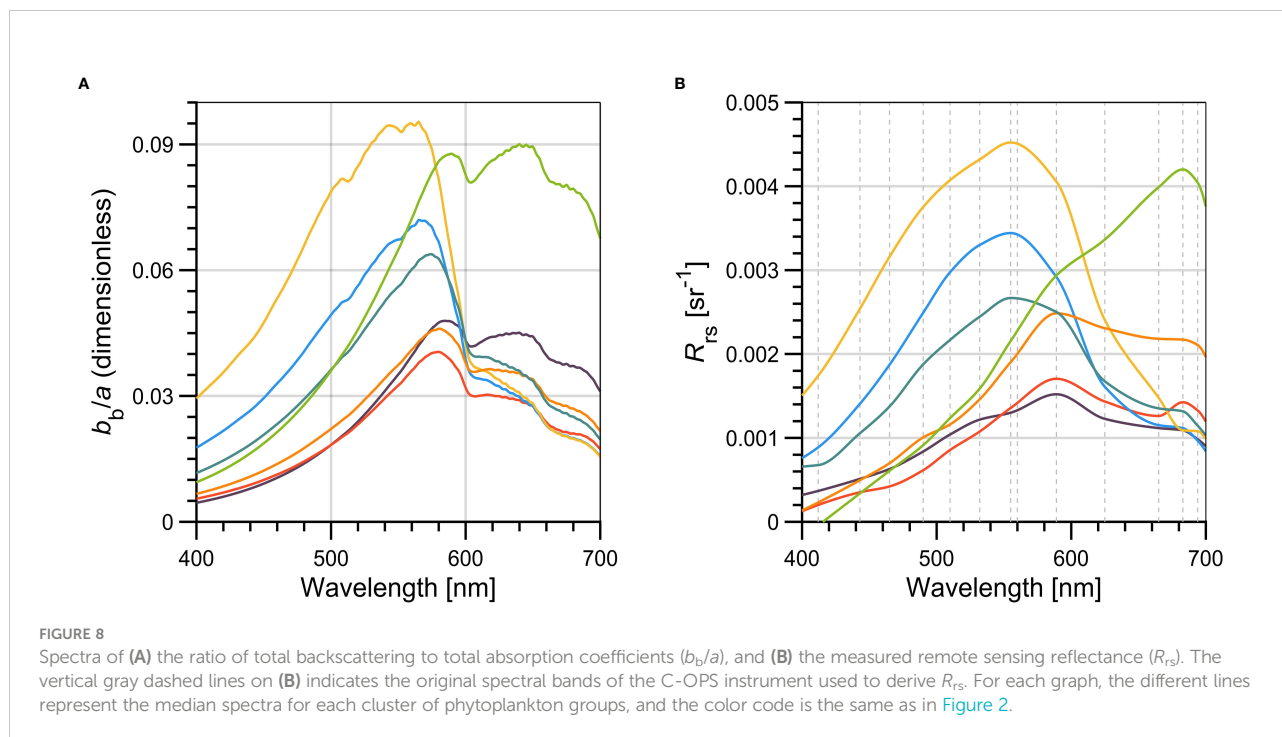 A
B
0.09
0.06
0.03
0
b_b/a (dimensionless)
400
500
600
700
Wavelength [nm]
0.005
0.004
0.003
0.002
0.001
0
R_rs [sr⁻¹]
400
500
600
700
Wavelength [nm]
FIGURE 8
Spectra of (A) the ratio of total backscattering to total absorption coefficients (b_b/a), and (B) the measured remote sensing reflectance (R_rs). The
vertical gray dashed lines on (B) indicates the original spectral bands of the C-OPS instrument used to derive R_rs. For each graph, the different lines
represent the median spectra for each cluster of phytoplankton groups, and the color code is the same as in Figure 2.